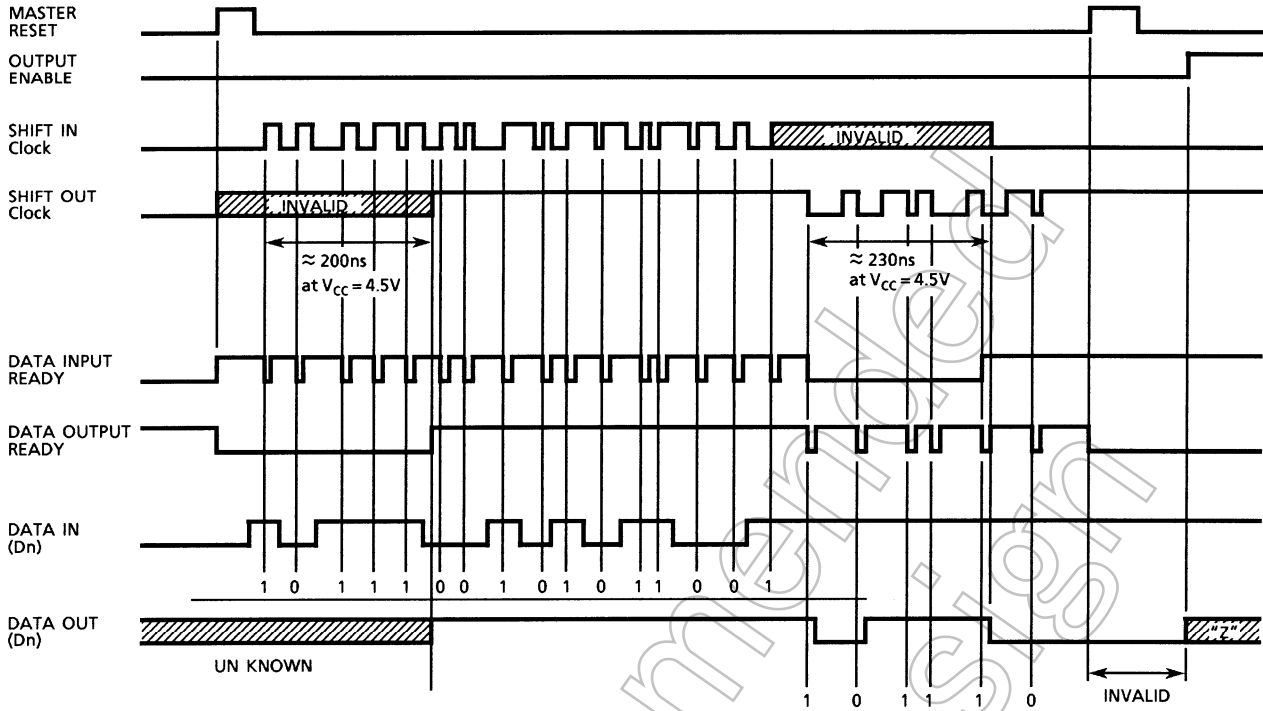 MASTER
RESET
OUTPUT
ENABLE
SHIFT IN
Clock
INVALID
SHIFT OUT
Clock
INVALID
≈ 200ns
at VCC = 4.5V
≈ 230ns
at VCC = 4.5V
DATA INPUT
READY
DATA OUTPUT
READY
DATA IN
(Dn)
1 0 1 1 1 0 0 1 0 1 0 1 1 0 0 1
DATA OUT
(Dn)
"Z"
UN KNOWN
1 0 1 1 1 0
INVALID
mended
sign